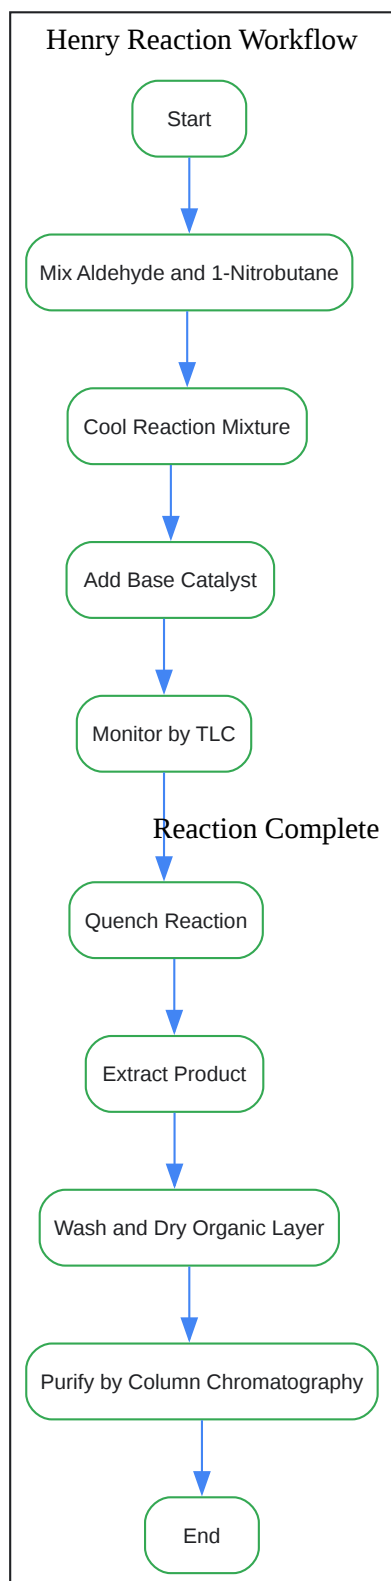 Henry Reaction Workflow
Start
Mix Aldehyde and 1-Nitrobutane
Cool Reaction Mixture
Add Base Catalyst
Monitor by TLC
Reaction Complete
Quench Reaction
Extract Product
Wash and Dry Organic Layer
Purify by Column Chromatography
End